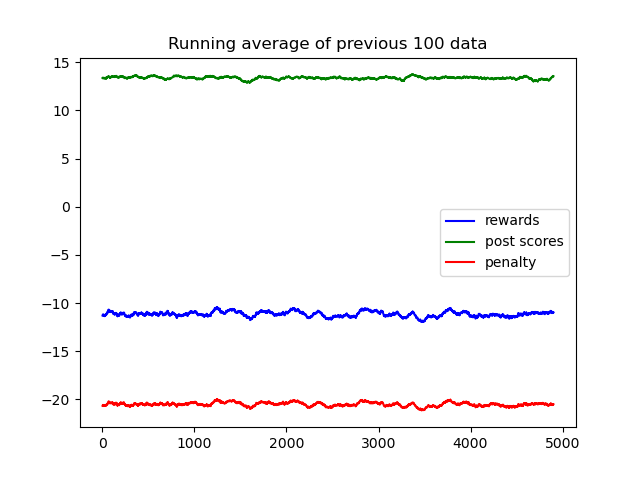 Running average of previous 100 data
15
10
5
0
−5
−10
−15
−20
rewards
post scores
penalty
0 1000 2000 3000 4000 5000